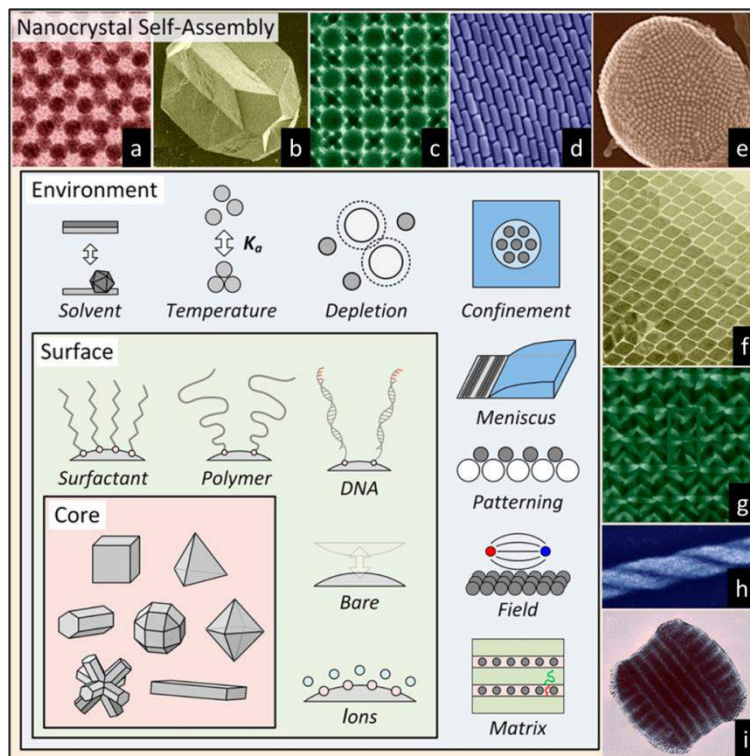 Nanocrystal Self-Assembly
a
b
c
d
e
Environment
Kₐ
Solvent
Temperature
Depletion
Confinement
f
Surface
Meniscus
Surfactant
Polymer
DNA
Patterning
g
Core
Bare
Field
h
Ions
Matrix
i